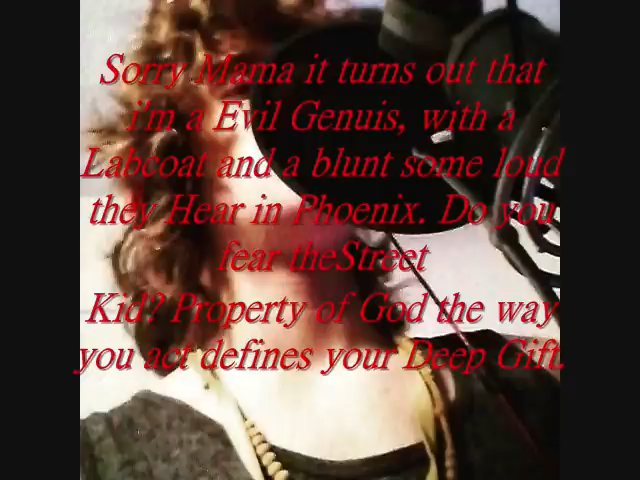 Sorry Mama it turns out that
i'm a Evil Genuis, with a
Labcoat and a blunt some loud
they Hear in Phoenix. Do you
fear theStreet
Kid? Property of God the way
you act defines your Deep Gift.